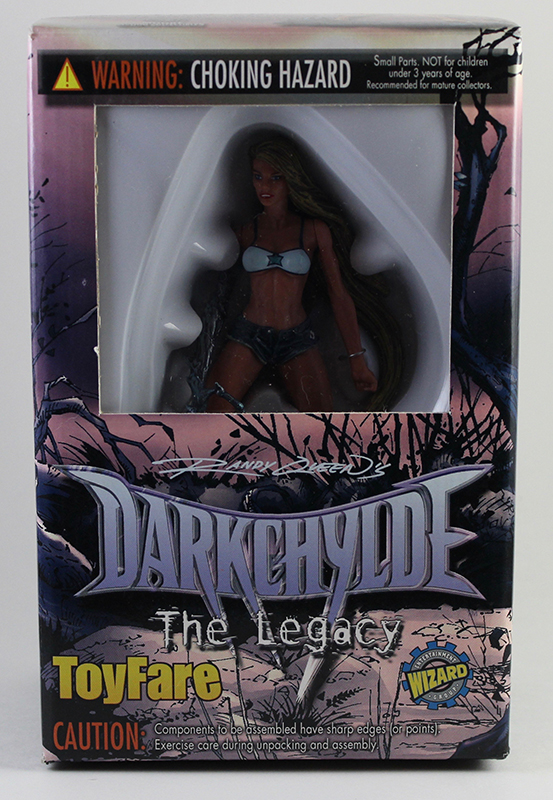 WARNING: CHOKING HAZARD
Small Parts. NOT for children
under 3 years of age.
Recommended for mature collectors.
RANDY QUEEN'S
DARKCHYLDE
The Legacy
ToyFare
ENTERTAINMENT
WIZARD
GROUP
CAUTION: Components to be assembled have sharp edges (or points).
Exercise care during unpacking and assembly.